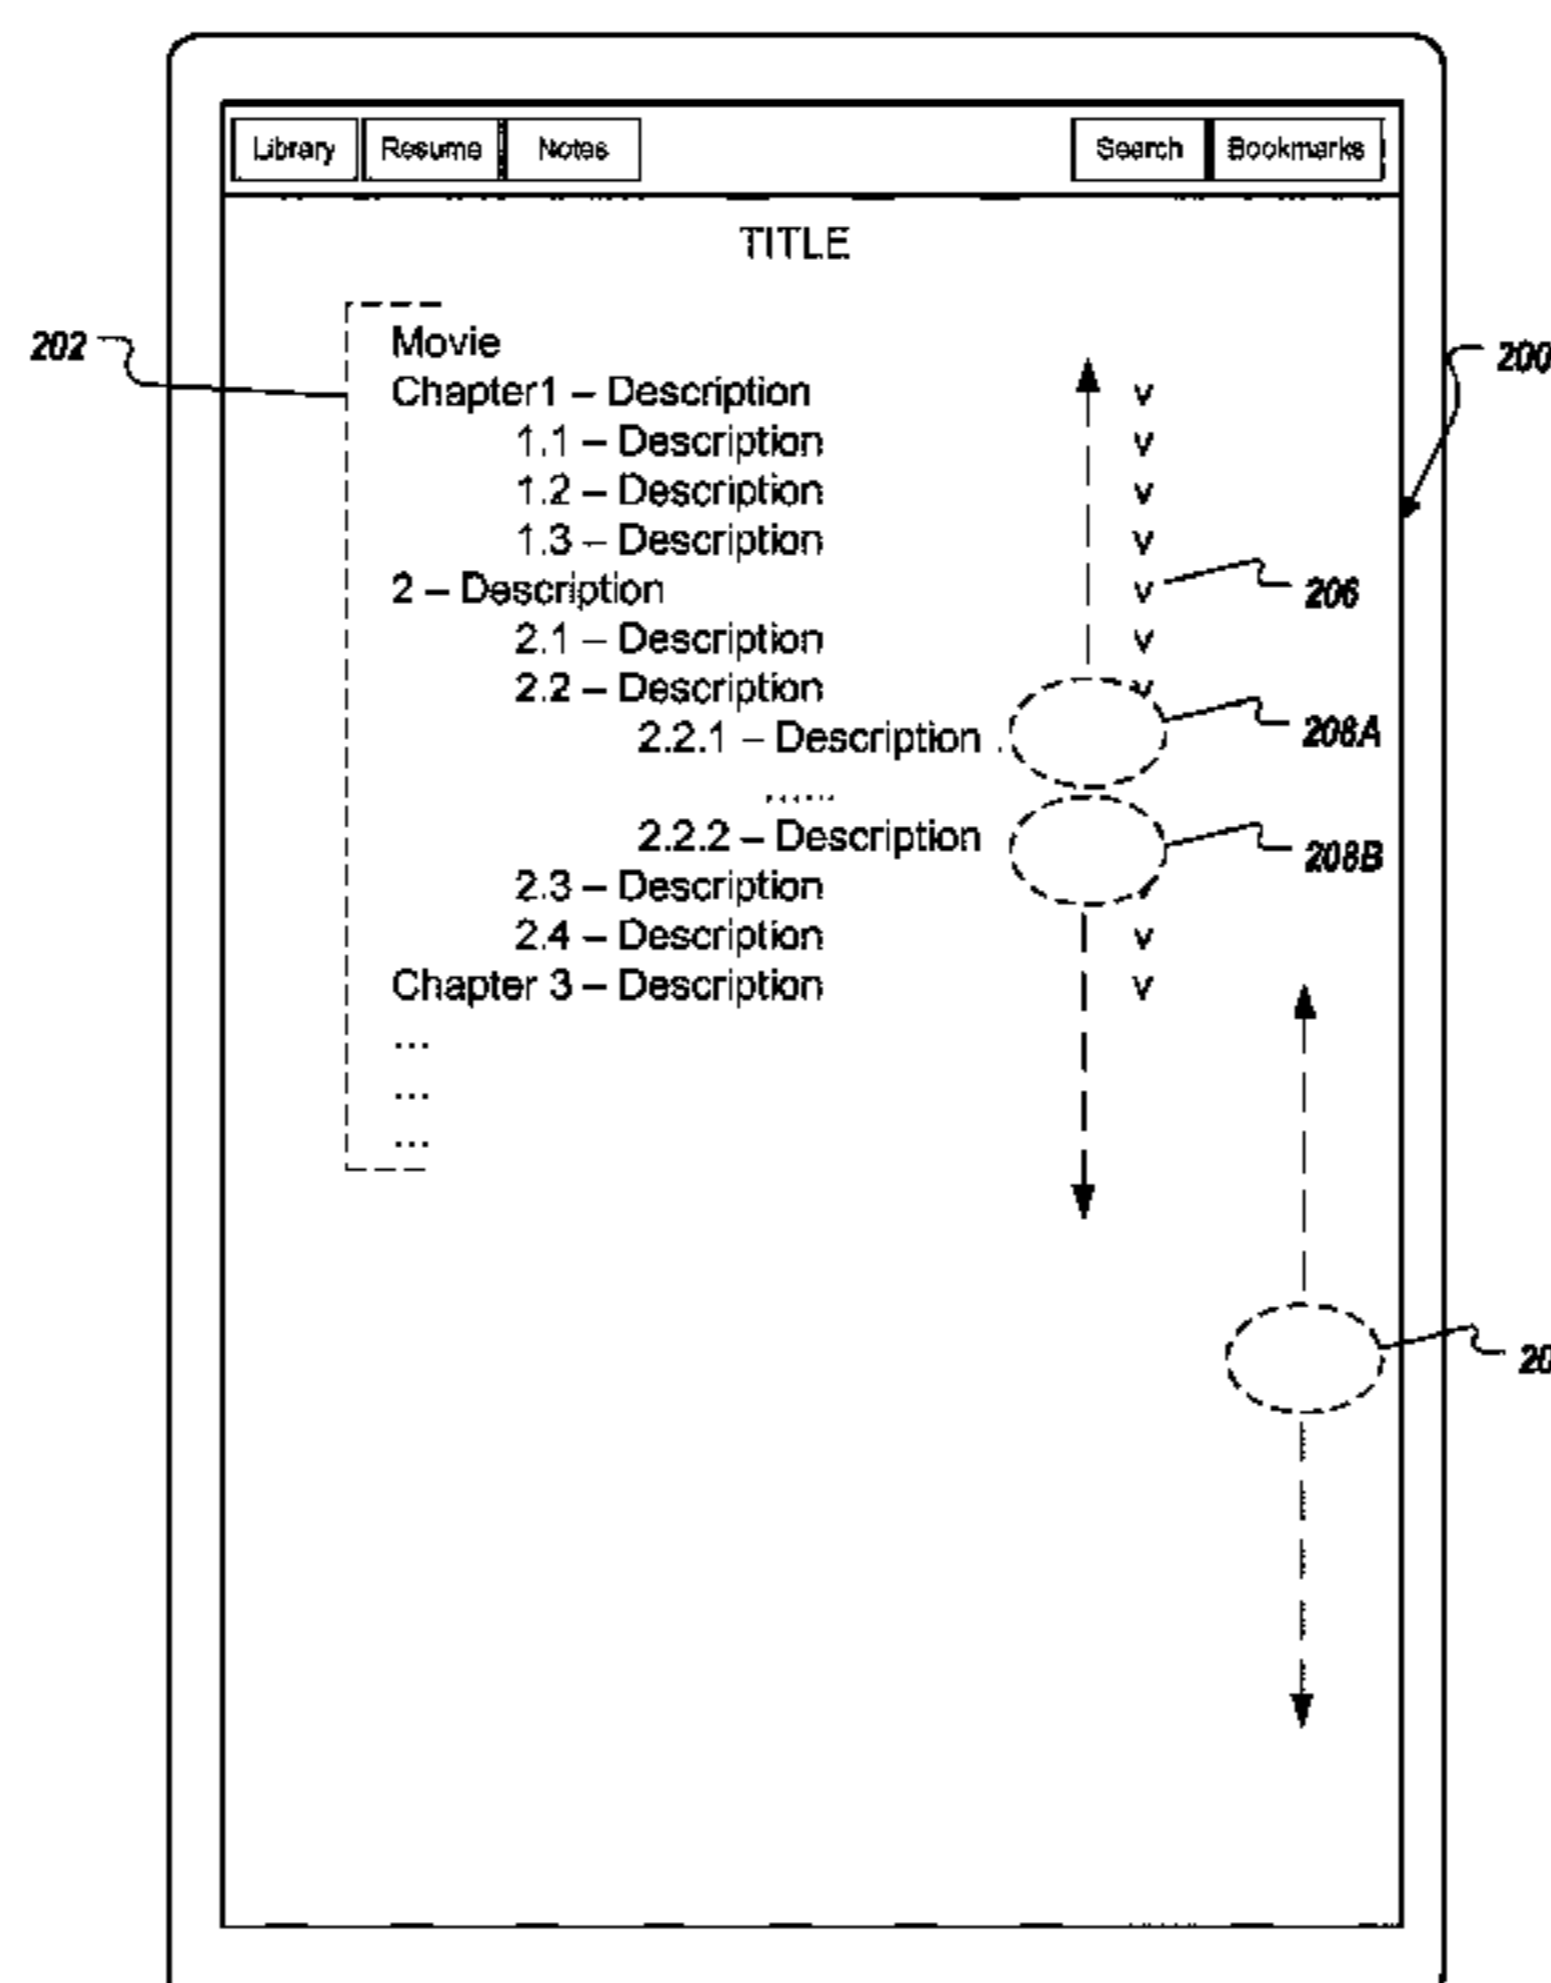 Library Resume Notes Search Bookmarks
TITLE
202
Movie
200
Chapter1 – Description v
1.1 – Description v
1.2 – Description v
1.3 – Description v
2 – Description v 206
2.1 – Description v
2.2 – Description v
2.2.1 – Description . 208A
......
2.2.2 – Description 208B
2.3 – Description
2.4 – Description v
Chapter 3 – Description v
...
...
...